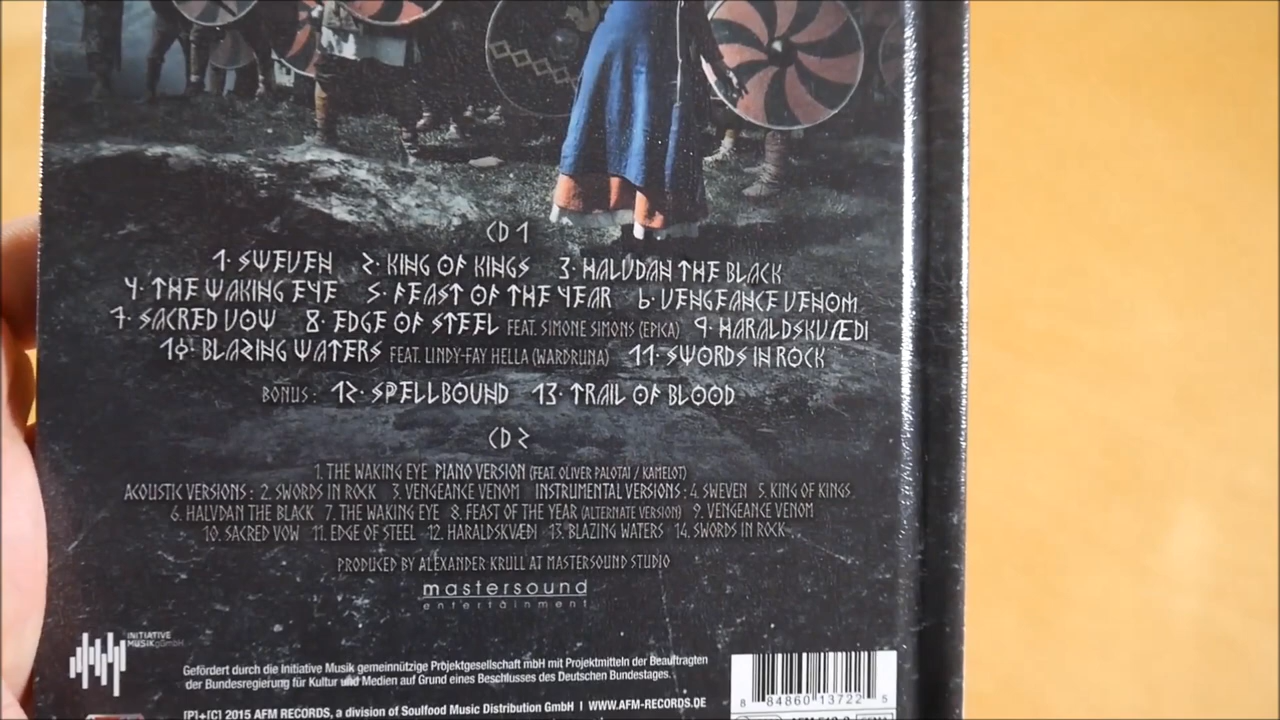 CD 1
1. SWEVEN 2. KING OF KINGS 3. HALVDAN THE BLACK
4. THE WAKING EYE 5. FEAST OF THE YEAR 6. VENGEANCE VENOM
7. SACRED VOW 8. EDGE OF STEEL FEAT. SIMONE SIMONS (EPICA) 9. HARALDSKVÆDI
10. BLAZING WATERS FEAT. LINDY-FAY HELLA (WARDRUNA) 11. SWORDS IN ROCK
BONUS: 12. SPELLBOUND 13. TRAIL OF BLOOD
CD 2
1. THE WAKING EYE PIANO VERSION (FEAT. OLIVER PALOTAI / KAMELOT)
ACOUSTIC VERSIONS: 2. SWORDS IN ROCK 3. VENGEANCE VENOM INSTRUMENTAL VERSIONS: 4. SWEVEN 5. KING OF KINGS
6. HALVDAN THE BLACK 7. THE WAKING EYE 8. FEAST OF THE YEAR (ALTERNATE VERSION) 9. VENGEANCE VENOM
10. SACRED VOW 11. EDGE OF STEEL 12. HARALDSKVÆDI 13. BLAZING WATERS 14. SWORDS IN ROCK
PRODUCED BY ALEXANDER KRULL AT MASTERSOUND STUDIO
mastersound
entertainment
INITIATIVE
MUSIK gGmbH
Gefördert durch die Initiative Musik gemeinnützige Projektgesellschaft mbH mit Projektmitteln der Beauftragten
der Bundesregierung für Kultur und Medien auf Grund eines Beschlusses des Deutschen Bundestages.
[P]+[C] 2015 AFM RECORDS, a division of Soulfood Music Distribution GmbH I WWW.AFM-RECORDS.DE
8 84860 13722 5